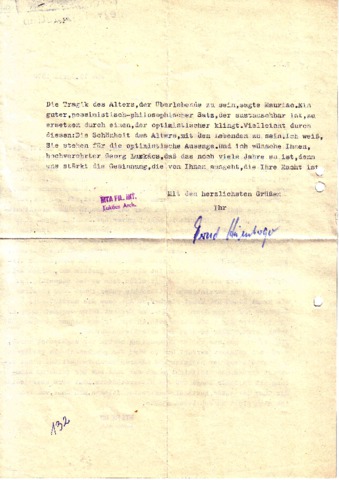 Die Tragik des Alters, der Überlebende zu sein, sagte Mauriac. Ein
guter, pessimistisch-philosophischer Satz, der austauschbar ist, zu
ersetzen durch einen, der optimistischer klingt. Vielleicht durch
diesen: Die Schönheit des Alters, mit den Lebenden zu sein, ich weiß,
Sie stehen für die optimistische Aussage. Und ich wünsche Ihnen,
hochverehrter Georg Lukács, daß das noch viele Jahre so ist, denn
uns stärkt die Gesinnung, die von Ihnen ausgeht, die Ihre Macht ist
Mit den herzlichsten Grüßen
Ihr
MTA FIL. INT.
Lukács Arch.
132